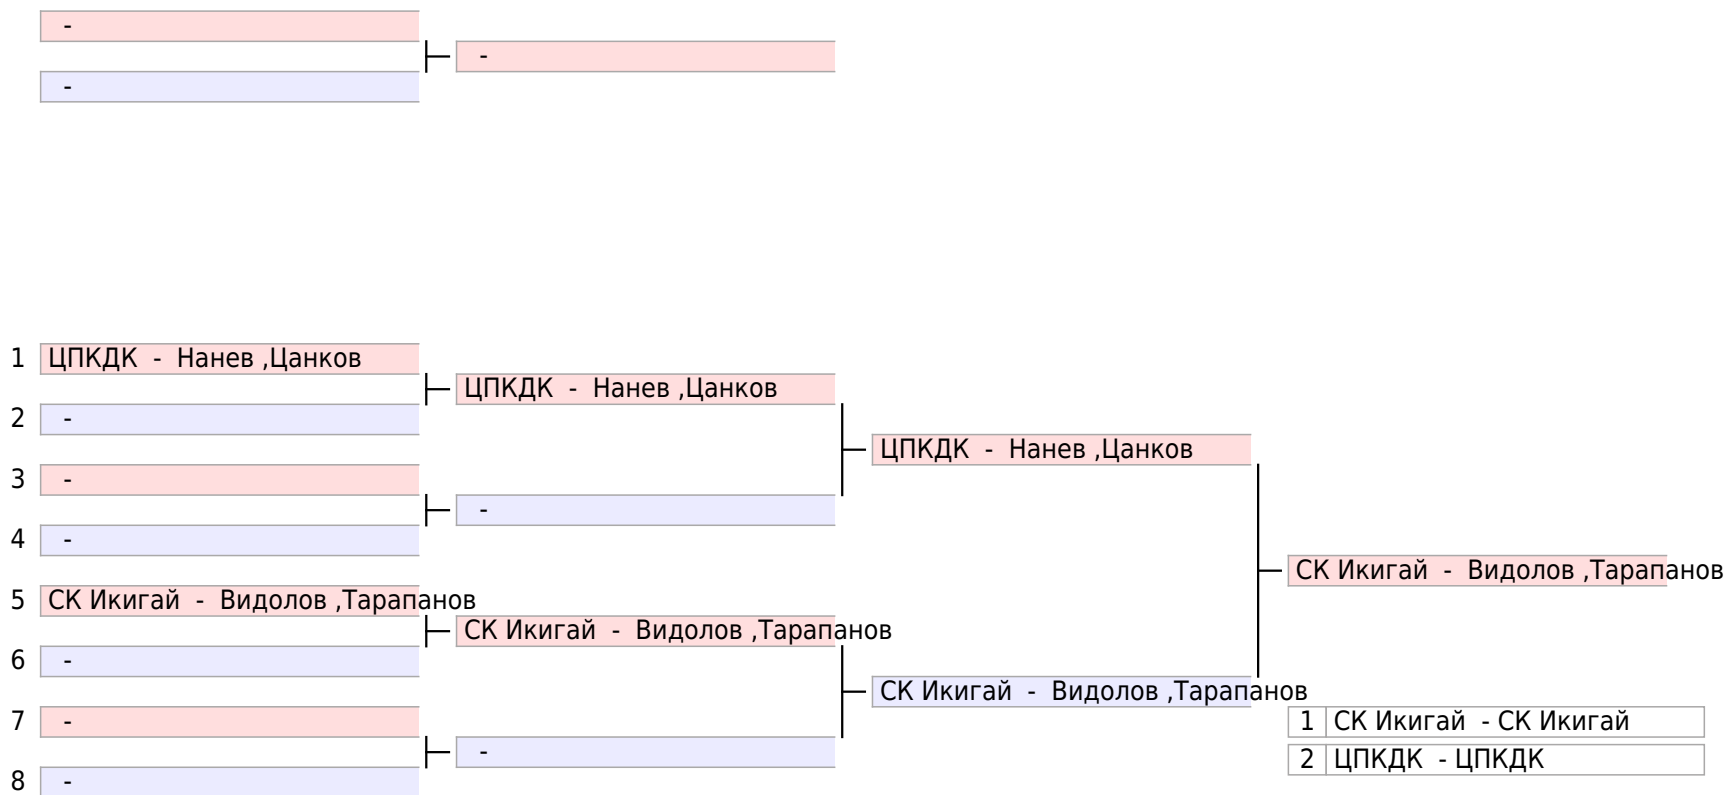 -
-
-
1 ЦПКДК - Нанев ,Цанков
ЦПКДК - Нанев ,Цанков
2 -
ЦПКДК - Нанев ,Цанков
3 -
-
4 -
СК Икигай - Видолов ,Тарапанов
5 СК Икигай - Видолов ,Тарапанов
СК Икигай - Видолов ,Тарапанов
6 -
СК Икигай - Видолов ,Тарапанов
7 -
1 СК Икигай - СК Икигай
-
2 ЦПКДК - ЦПКДК
8 -